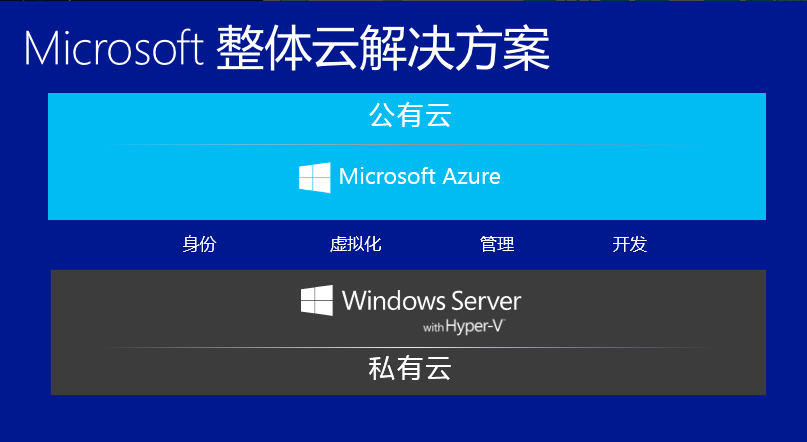 Microsoft 整体云解决方案
公有云
Microsoft Azure
身份 虚拟化 管理 开发
Windows Server
with Hyper-V
私有云